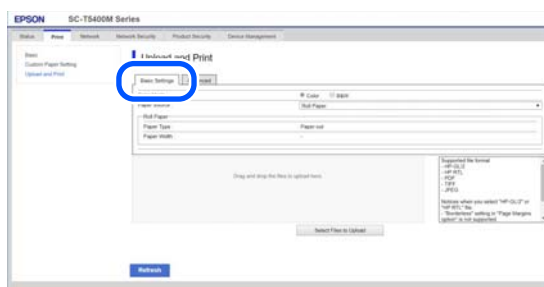 EPSON SC-T5400M Series
Status Print Network Network Security Product Security Device Management
Basic
Custom Paper Setting
Upload and Print
Upload and Print
Basic Settings
Color B&W
Roll Paper
Roll Paper
Paper Type Paper out
Paper Width -
Drag and drop the files to upload here.
Supported file format
- HP-GL/2
- HP RTL
- PDF
- TIFF
- JPEG
Notices when you select "HP-GL/2" or
"HP RTL" file.
- "Borderless" setting in "Page Margins
option" is not supported
Select Files to Upload
Refresh